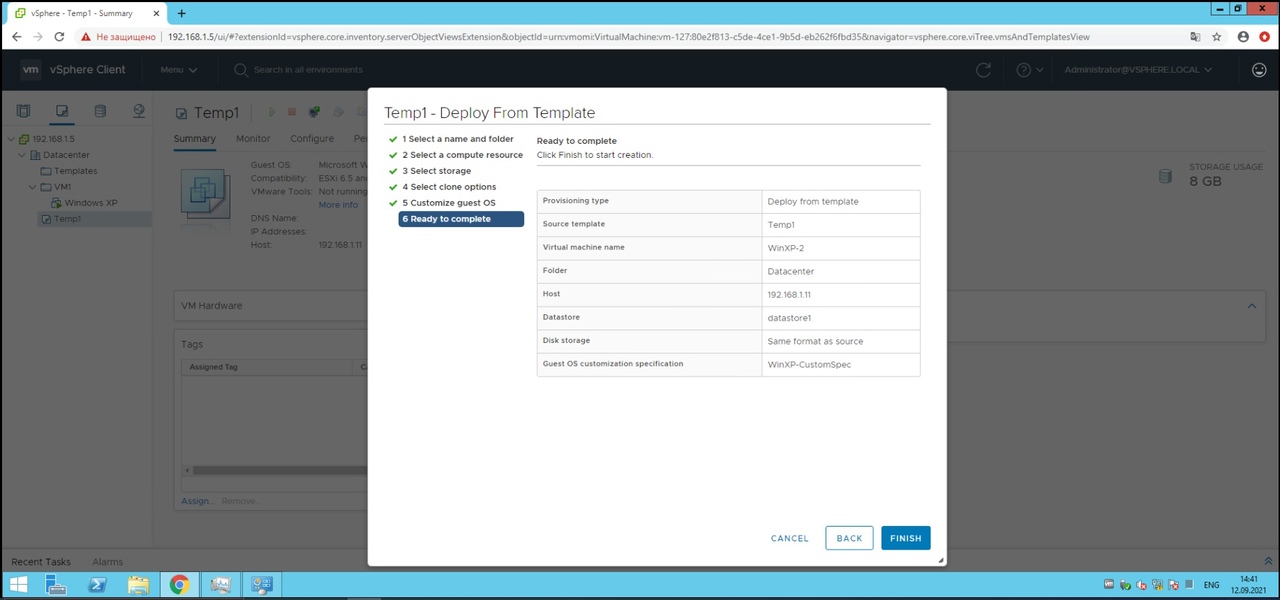 vSphere - Temp1 - Summary
Не защищено 192.168.1.5/ui/#?extensionId=vsphere.core.inventory.serverObjectViewsExtension&objectId=urn:vmomi:VirtualMachine:vm-127:80e2f813-c5de-4ce1-9b5d-eb262f6fbd35&navigator=vsphere.core.viTree.vmsAndTemplatesView
vm vSphere Client Menu Search in all environments Administrator@VSPHERE.LOCAL
192.168.1.5
Datacenter
Templates
VM1
Windows XP
Temp1
Temp1
Summary Monitor Configure Pe
Guest OS: Microsoft W
Compatibility: ESXi 6.5 and
VMware Tools: Not running
More info
DNS Name:
IP Addresses:
Host: 192.168.1.11
STORAGE USAGE
8 GB
VM Hardware
Tags
Assigned Tag
Assign... Remove...
Temp1 - Deploy From Template
1 Select a name and folder
2 Select a compute resource
3 Select storage
4 Select clone options
5 Customize guest OS
6 Ready to complete
Ready to complete
Click Finish to start creation.
Provisioning type Deploy from template
Source template Temp1
Virtual machine name WinXP-2
Folder Datacenter
Host 192.168.1.11
Datastore datastore1
Disk storage Same format as source
Guest OS customization specification WinXP-CustomSpec
CANCEL BACK FINISH
Recent Tasks Alarms
ENG
14:41
12.09.2021